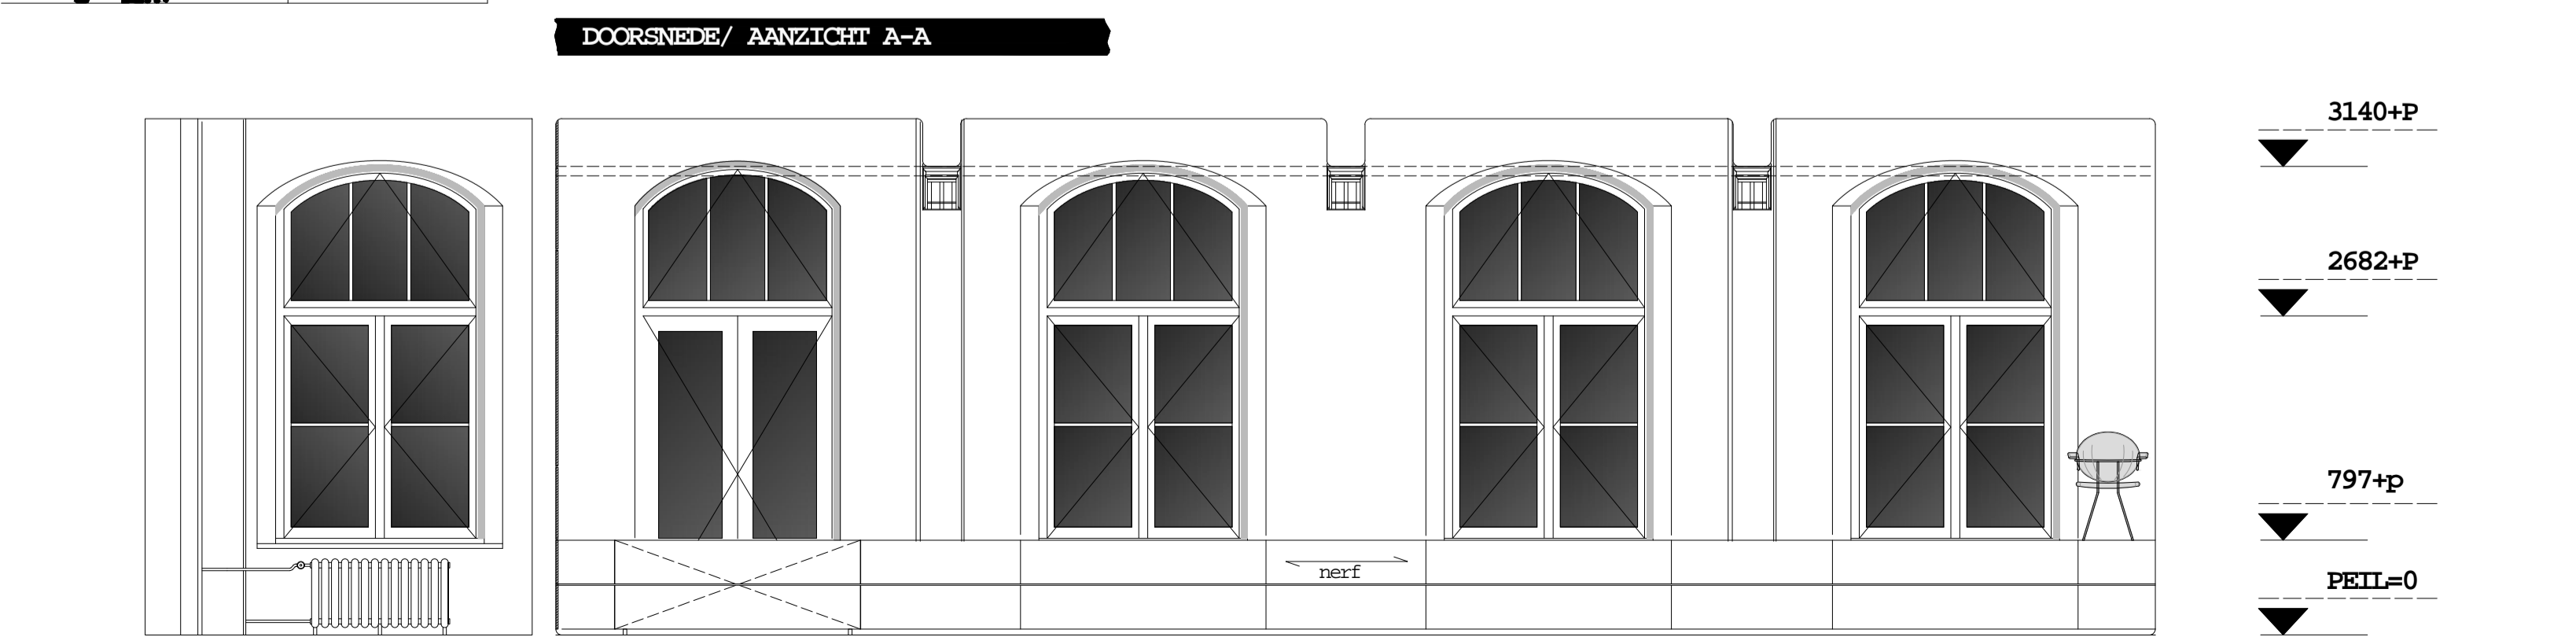 DOORSNEDE/ AANZICHT A-A
3140+P
2682+P
797+p
nerf
PEIL=0